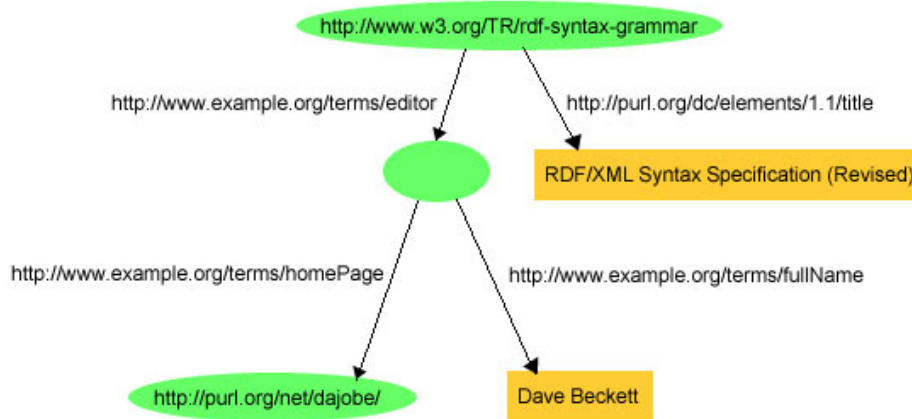 http://www.w3.org/TR/rdf-syntax-grammar
http://www.example.org/terms/editor
http://purl.org/dc/elements/1.1/title
RDF/XML Syntax Specification (Revised)
http://www.example.org/terms/homePage
http://www.example.org/terms/fullName
http://purl.org/net/dajobe/
Dave Beckett